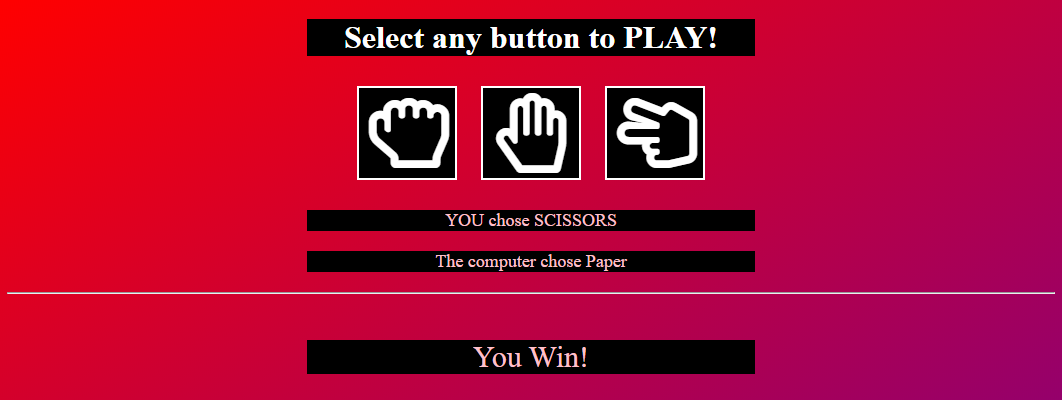 Select any button to PLAY!
YOU chose SCISSORS
The computer chose Paper
You Win!